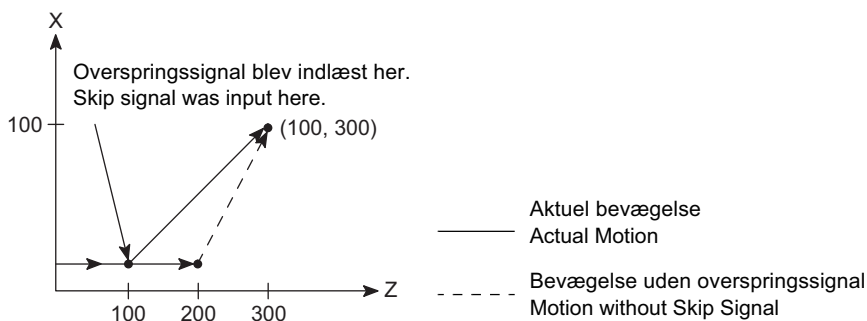 X
Overspringssignal blev indlæst her.
Skip signal was input here.
100
(100, 300)
Z
100
200
300
Aktuel bevægelse
Actual Motion
Bevægelse uden overspringssignal
Motion without Skip Signal